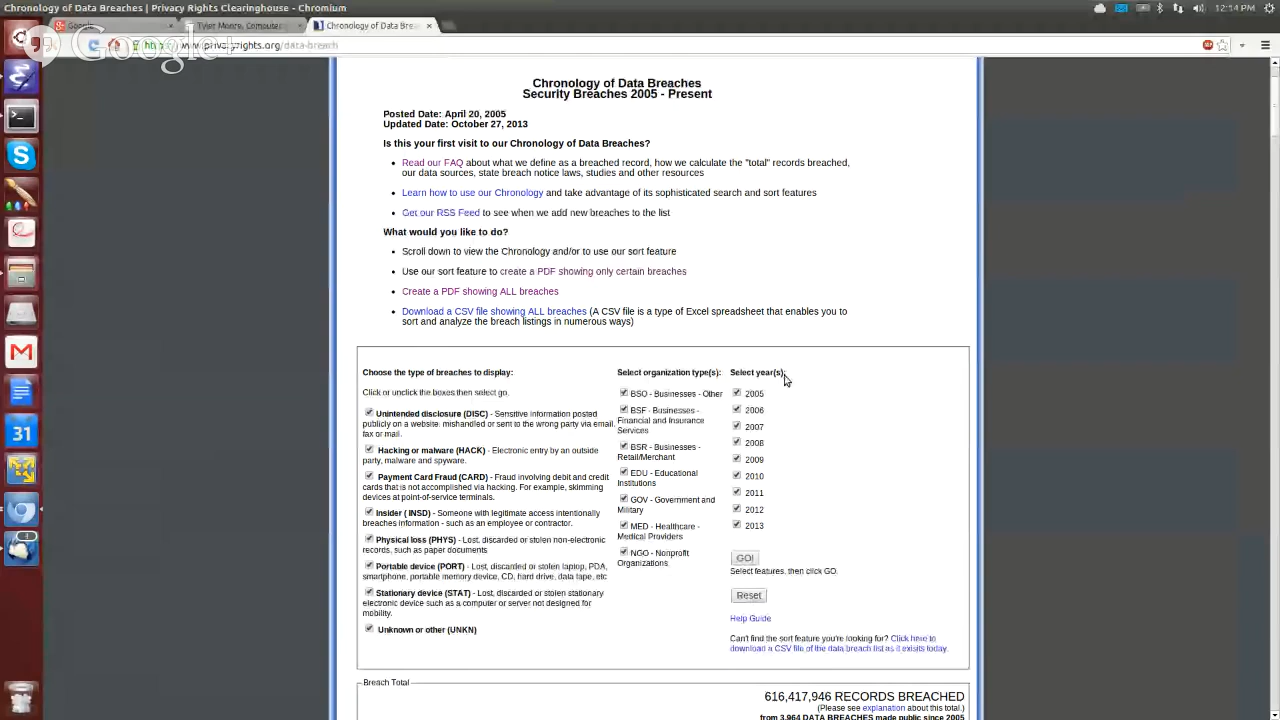 Chronology of Data Breaches | Privacy Rights Clearinghouse - Chromium
12:14 PM
Google
Tyler Moore, Computer
Chronology of Data Breac
www.privacyrights.org/data-breach
Google+
Chronology of Data Breaches
Security Breaches 2005 - Present
Posted Date: April 20, 2005
Updated Date: October 27, 2013
Is this your first visit to our Chronology of Data Breaches?
• Read our FAQ about what we define as a breached record, how we calculate the "total" records breached,
our data sources, state breach notice laws, studies and other resources
• Learn how to use our Chronology and take advantage of its sophisticated search and sort features
• Get our RSS Feed to see when we add new breaches to the list
What would you like to do?
• Scroll down to view the Chronology and/or to use our sort feature
• Use our sort feature to create a PDF showing only certain breaches
• Create a PDF showing ALL breaches
• Download a CSV file showing ALL breaches (A CSV file is a type of Excel spreadsheet that enables you to
sort and analyze the breach listings in numerous ways)
Choose the type of breaches to display:
Click or unclick the boxes then select go.
Unintended disclosure (DISC) - Sensitive information posted
publicly on a website, mishandled or sent to the wrong party via email,
fax or mail.
Hacking or malware (HACK) - Electronic entry by an outside
party, malware and spyware.
Payment Card Fraud (CARD) - Fraud involving debit and credit
cards that is not accomplished via hacking. For example, skimming
devices at point-of-service terminals.
Insider ( INSD) - Someone with legitimate access intentionally
breaches information - such as an employee or contractor.
Physical loss (PHYS) - Lost, discarded or stolen non-electronic
records, such as paper documents
Portable device (PORT) - Lost, discarded or stolen laptop, PDA,
smartphone, portable memory device, CD, hard drive, data tape, etc
Stationary device (STAT) - Lost, discarded or stolen stationary
electronic device such as a computer or server not designed for
mobility.
Unknown or other (UNKN)
Select organization type(s):
BSO - Businesses - Other
BSF - Businesses -
Financial and Insurance
Services
BSR - Businesses -
Retail/Merchant
EDU - Educational
Institutions
GOV - Government and
Military
MED - Healthcare -
Medical Providers
NGO - Nonprofit
Organizations
Select year(s):
2005
2006
2007
2008
2009
2010
2011
2012
2013
GO!
Select features, then click GO.
Reset
Help Guide
Can't find the sort feature you're looking for? Click here to
download a CSV file of the data breach list as it exisits today.
Breach Total
616,417,946 RECORDS BREACHED
(Please see explanation about this total.)
from 3,964 DATA BREACHES made public since 2005
31